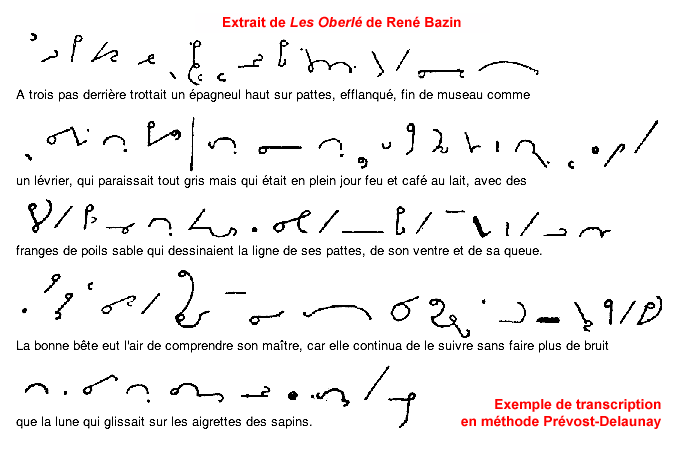 Extrait de Les Oberlé de René Bazin
A trois pas derrière trottait un épagneul haut sur pattes, efflanqué, fin de museau comme
un lévrier, qui paraissait tout gris mais qui était en plein jour feu et café au lait, avec des
franges de poils sable qui dessinaient la ligne de ses pattes, de son ventre et de sa queue.
La bonne bête eut l'air de comprendre son maître, car elle continua de le suivre sans faire plus de bruit
que la lune qui glissait sur les aigrettes des sapins.
Exemple de transcription
en méthode Prévost-Delaunay